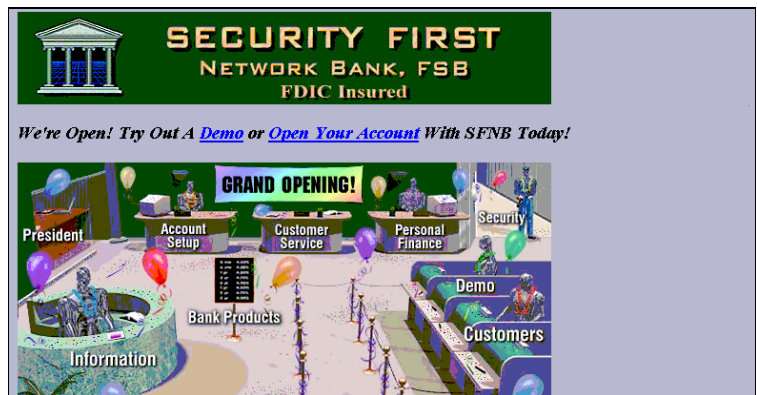 SECURITY FIRST
NETWORK BANK, FSB
FDIC Insured
We're Open! Try Out A Demo or Open Your Account With SFNB Today!
GRAND OPENING!
President
Account
Setup
Customer
Service
Personal
Finance
Security
Demo
Bank Products
Customers
Information